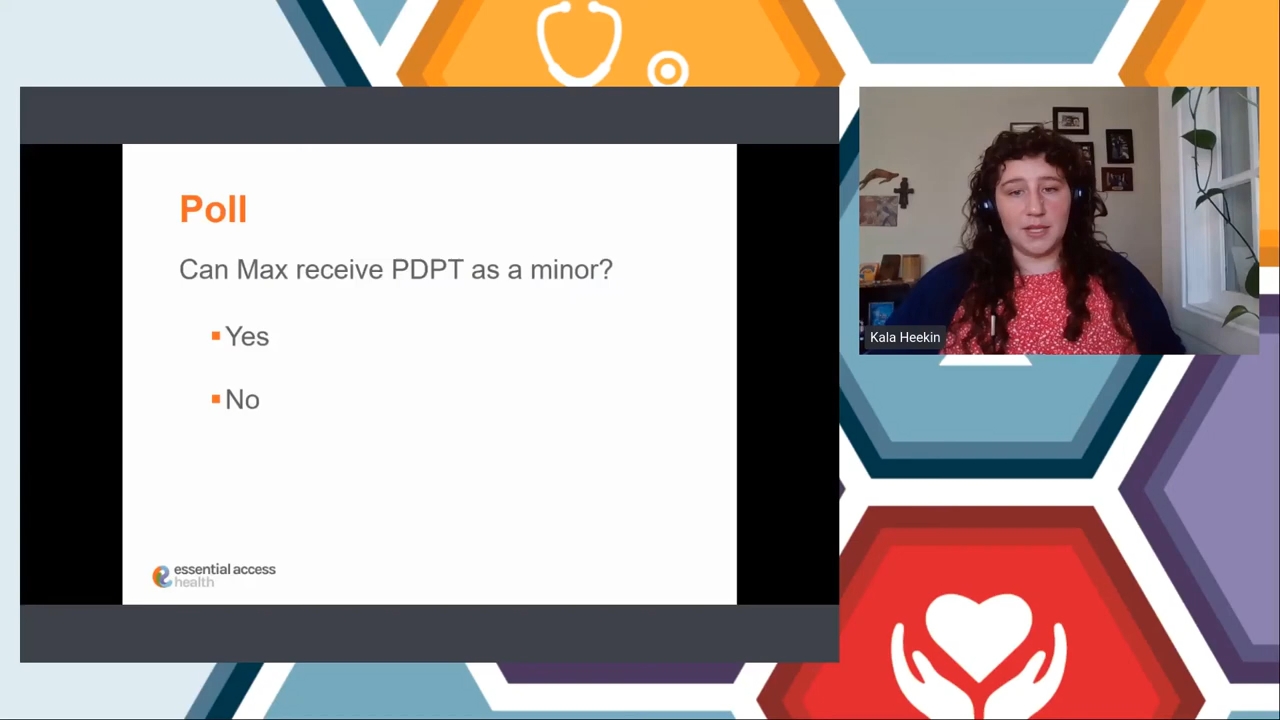 Poll
Can Max receive PDPT as a minor?
Yes
No
essential access
health
Kala Heekin